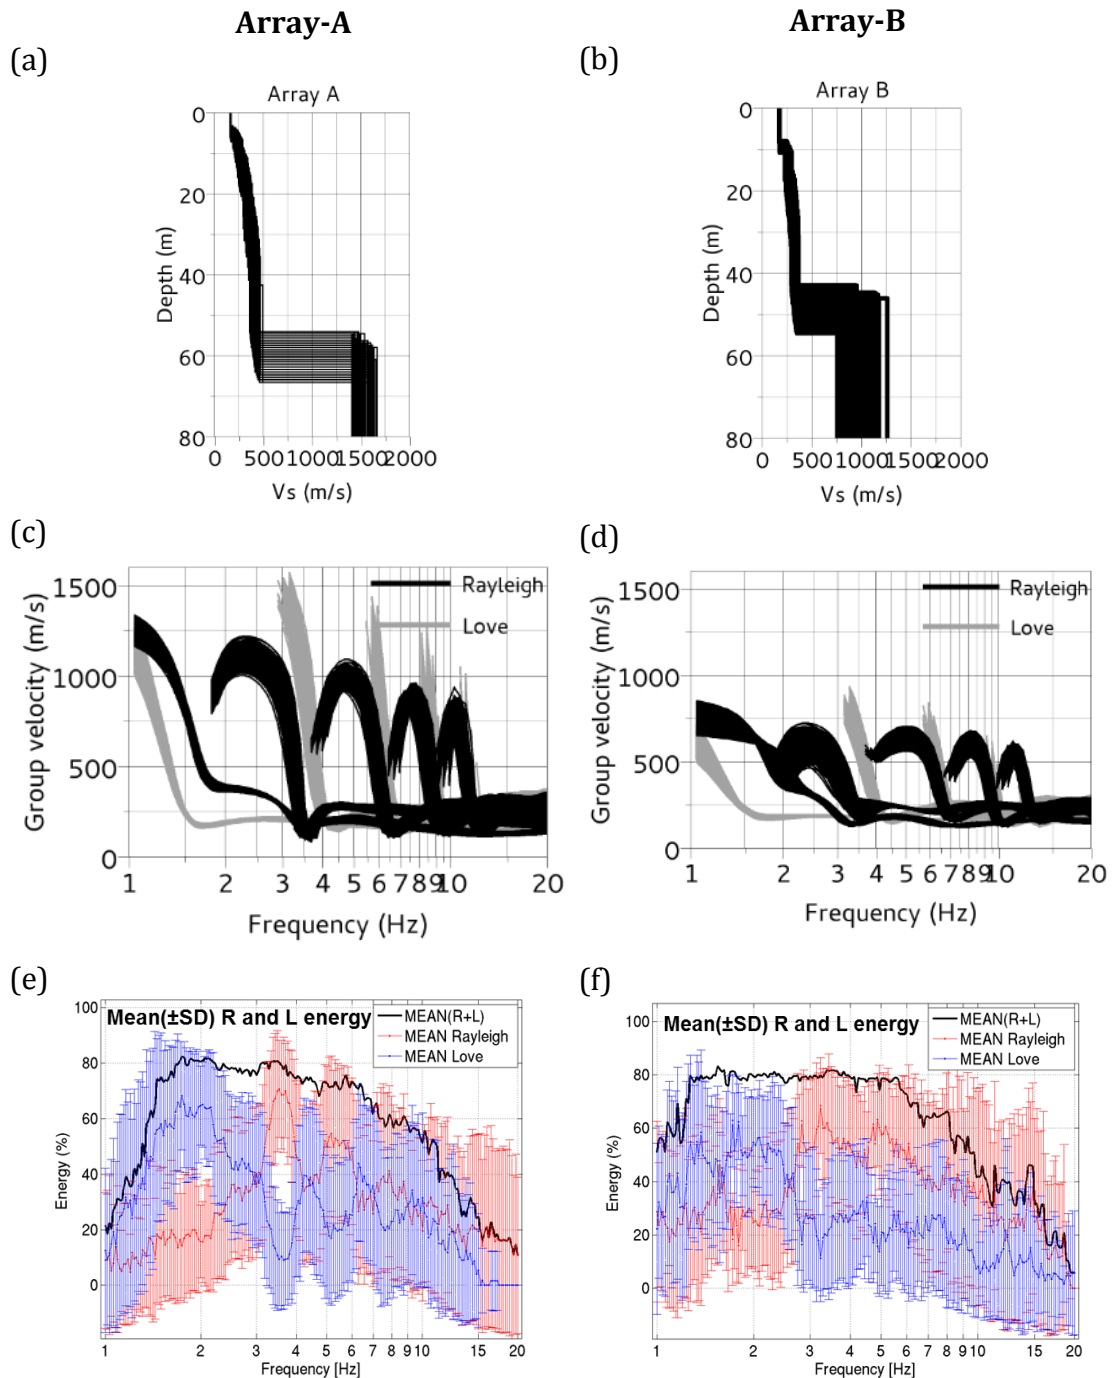 Array-A
Array-B
(a)
(b)
Array A
Array B
0
20
40
60
80
Depth (m)
0 500 1000 1500 2000
Vs (m/s)
0
20
40
60
80
Depth (m)
0 500 1000 1500 2000
Vs (m/s)
(c)
(d)
1500
1000
500
0
Group velocity (m/s)
Rayleigh
Love
1 2 3 4 5 6 7 8 9 10 20
Frequency (Hz)
1500
1000
500
0
Group velocity (m/s)
Rayleigh
Love
1 2 3 4 5 6 7 8 9 10 20
Frequency (Hz)
(e)
(f)
Mean(±SD) R and L energy
MEAN(R+L)
MEAN Rayleigh
MEAN Love
100
80
60
40
20
0
Energy (%)
1 2 3 4 5 6 7 8 9 10 15 20
Frequency [Hz]
Mean(±SD) R and L energy
MEAN(R+L)
MEAN Rayleigh
MEAN Love
100
80
60
40
20
0
Energy (%)
1 2 3 4 5 6 7 8 9 10 15 20
Frequency [Hz]